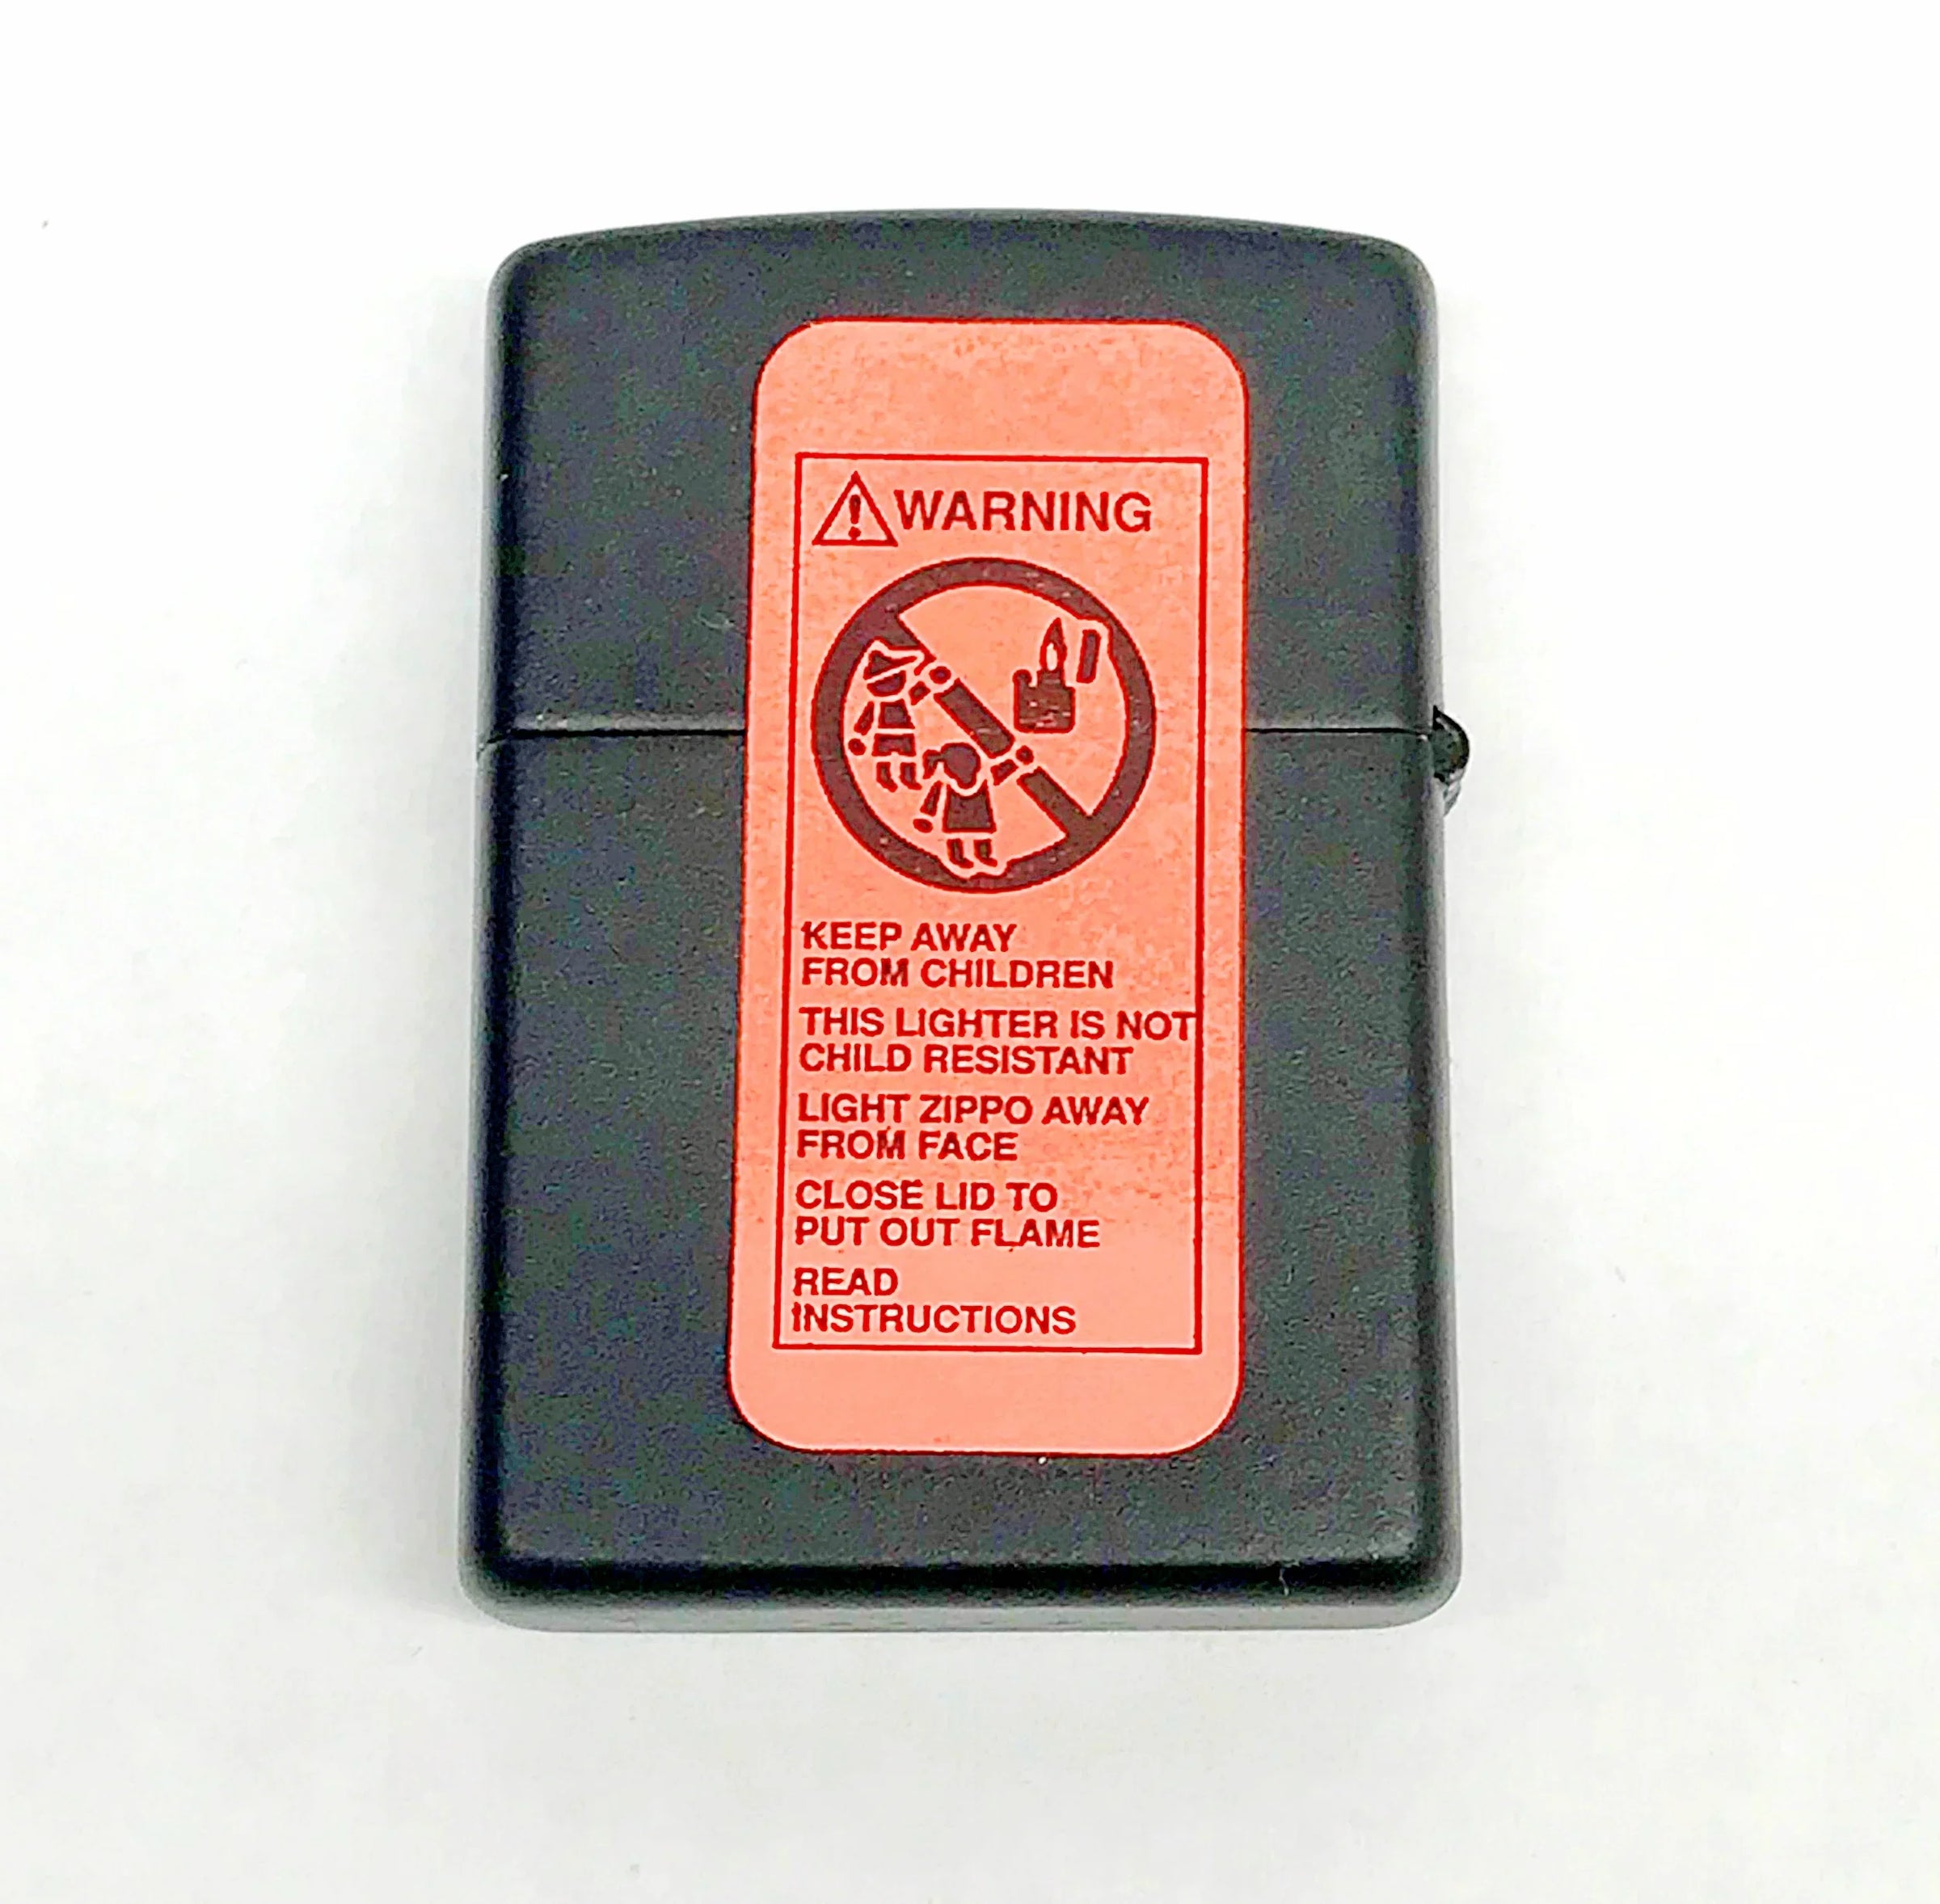 WARNING
KEEP AWAY
FROM CHILDREN
THIS LIGHTER IS NOT
CHILD RESISTANT
LIGHT ZIPPO AWAY
FROM FACE
CLOSE LID TO
PUT OUT FLAME
READ
INSTRUCTIONS